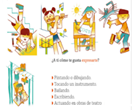 ¿A ti cómo te gusta expresarte?
Pintando o dibujando.
Tocando un instrumento.
Bailando.
Escribiendo.
Actuando en obras de teatro.